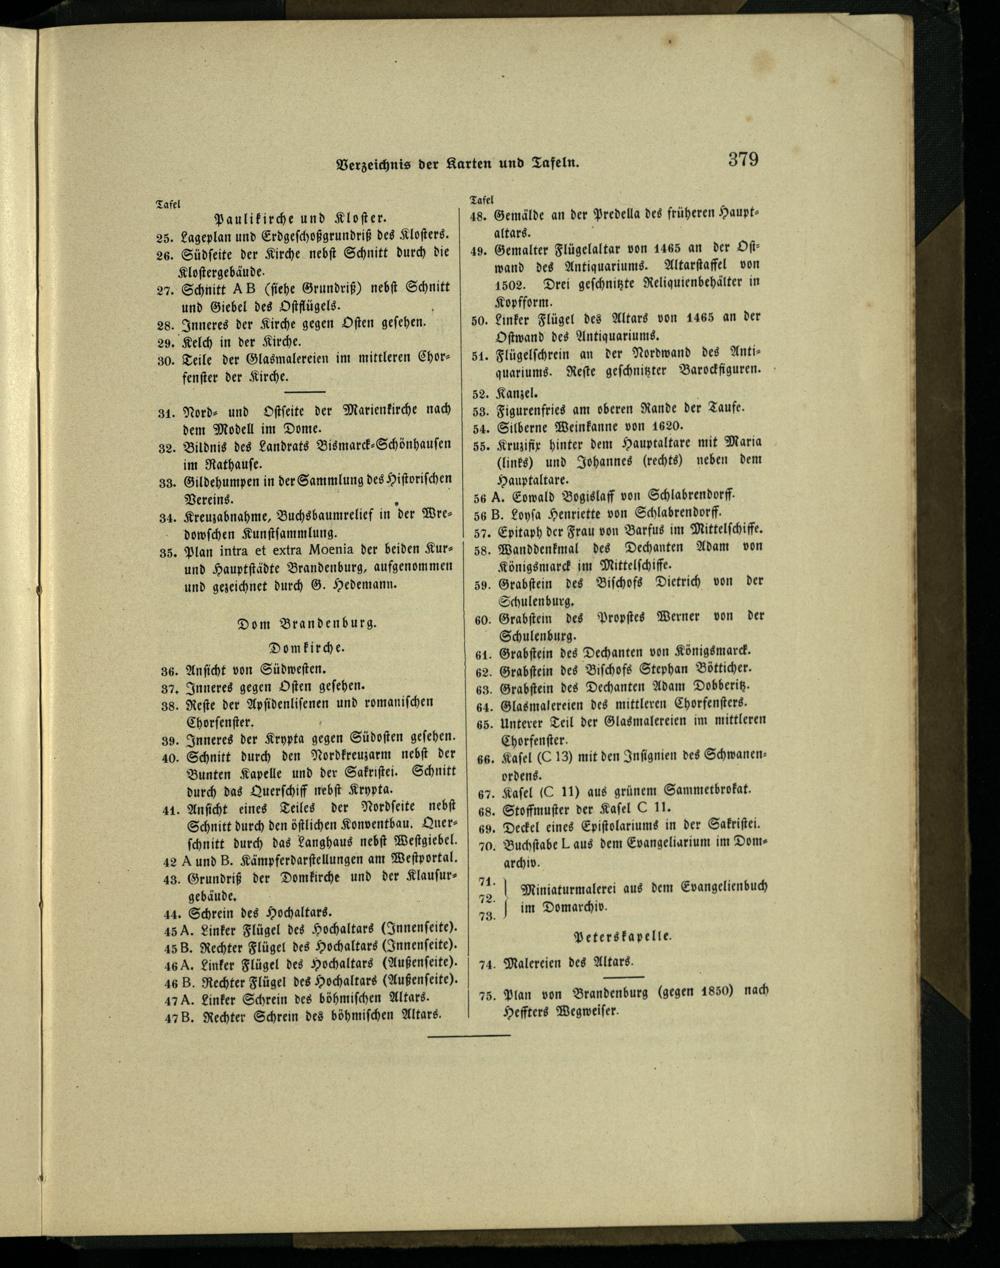 Verzeichnis der Karten und Tafeln.
379
Tafel
Paulikirche und Kloster.
25. Lageplan und Erdgeschoßgrundriß des Klosters.
26. Südseite der Kirche nebst Schnitt durch die
Klostergebäude.
27. Schnitt AB (siehe Grundriß) nebst Schnitt
und Giebel des Ostflügels.
28. Inneres der Kirche gegen Osten gesehen.
29. Kelch in der Kirche.
30. Teile der Glasmalereien im mittleren Chor-
fenster der Kirche.
31. Nord- und Ostseite der Marienkirche nach
dem Modell im Dome.
32. Bildnis des Landrats Bismarck-Schönhausen
im Rathause.
33. Gildehumpen in der Sammlung des Historischen
Vereins.
34. Kreuzabnahme, Buchsbaumrelief in der Wre-
dowschen Kunstsammlung.
35. Plan intra et extra Moenia der beiden Kur-
und Hauptstädte Brandenburg, aufgenommen
und gezeichnet durch G. Hedemann.
Dom Brandenburg.
Domkirche.
36. Ansicht von Südwesten.
37. Inneres gegen Osten gesehen.
38. Reste der Apsidenlisenen und romanischen
Chorfenster.
39. Inneres der Krypta gegen Südosten gesehen.
40. Schnitt durch den Nordkreuzarm nebst der
Bunten Kapelle und der Sakristei. Schnitt
durch das Querschiff nebst Krypta.
41. Ansicht eines Teiles der Nordseite nebst
Schnitt durch den östlichen Konventbau. Quer-
schnitt durch das Langhaus nebst Westgiebel.
42 A und B. Kämpferdarstellungen am Westportal.
43. Grundriß der Domkirche und der Klausur-
gebäude.
44. Schrein des Hochaltars.
45 A. Linker Flügel des Hochaltars (Innenseite).
45 B. Rechter Flügel des Hochaltars (Innenseite).
46 A. Linker Flügel des Hochaltars (Außenseite).
46 B. Rechter Flügel des Hochaltars (Außenseite).
47 A. Linker Schrein des böhmischen Altars.
47 B. Rechter Schrein des böhmischen Altars.
Tafel
48. Gemälde an der Predella des früheren Haupt-
altars.
49. Gemalter Flügelaltar von 1465 an der Ost-
wand des Antiquariums. Altarstaffel von
1502. Drei geschnitzte Reliquienbehälter in
Kopfform.
50. Linker Flügel des Altars von 1465 an der
Ostwand des Antiquariums.
51. Flügelschrein an der Nordwand des Anti-
quariums. Reste geschnitzter Barockfiguren.
52. Kanzel.
53. Figurenfries am oberen Rande der Taufe.
54. Silberne Weinkanne von 1620.
55. Kruzifix hinter dem Hauptaltare mit Maria
(links) und Johannes (rechts) neben dem
Hauptaltare.
56 A. Eowald Bogislaff von Schlabrendorff.
56 B. Loysa Henriette von Schlabrendorff.
57. Epitaph der Frau von Barfus im Mittelschiffe.
58. Wanddenkmal des Dechanten Adam von
Königsmarck im Mittelschiffe.
59. Grabstein des Bischofs Dietrich von der
Schulenburg.
60. Grabstein des Propstes Werner von der
Schulenburg.
61. Grabstein des Dechanten von Königsmarck.
62. Grabstein des Bischofs Stephan Bötticher.
63. Grabstein des Dechanten Adam Dobberitz.
64. Glasmalereien des mittleren Chorfensters.
65. Unterer Teil der Glasmalereien im mittleren
Chorfenster.
66. Kasel (C 13) mit den Insignien des Schwanen-
ordens.
67. Kasel (C 11) aus grünem Sammetbrokat.
68. Stoffmuster der Kasel C 11.
69. Deckel eines Epistolariums in der Sakristei.
70. Buchstabe L aus dem Evangeliarium im Dom-
archiv.
71.
72.
73.
Miniaturmalerei aus dem Evangelienbuch
im Domarchiv.
Peterskapelle.
74. Malereien des Altars.
75. Plan von Brandenburg (gegen 1850) nach
Heffters Wegweiser.